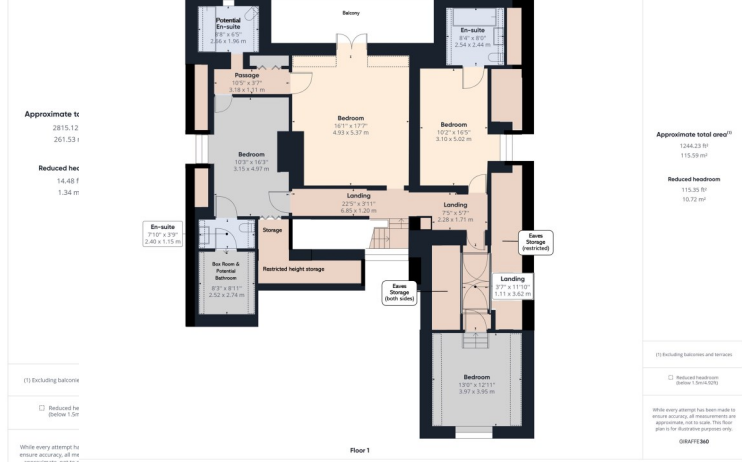 Balcony
Potential
En-suite
8'8" x 6'5"
2.66 x 1.96 m
En-suite
8'4" x 8'0"
2.54 x 2.44 m
Passage
10'5" x 3'7"
3.18 x 1.11 m
Bedroom
16'1" x 17'7"
4.93 x 5.37 m
Bedroom
10'2" x 16'5"
3.10 x 5.02 m
Bedroom
10'3" x 16'3"
3.15 x 4.97 m
Landing
22'5" x 3'11"
6.85 x 1.20 m
Landing
7'5" x 5'7"
2.28 x 1.71 m
En-suite
7'10" x 3'9"
2.40 x 1.15 m
Storage
Eaves
Storage
(restricted)
Box Room &
Potential
Bathroom
8'3" x 8'11"
2.52 x 2.74 m
Restricted height storage
Eaves
Storage
(both sides)
Landing
3'7" x 11'10"
1.11 x 3.62 m
Bedroom
13'0" x 12'11"
3.97 x 3.95 m
Floor 1
Approximate to
2815.12
261.53
Reduced hea
14.48 f
1.34 m
(1) Excluding balconie
Reduced he
(below 1.5m
While every attempt ha
ensure accuracy, all me
Approximate total area(1)
1244.23 ft²
115.59 m²
Reduced headroom
115.35 ft²
10.72 m²
(1) Excluding balconies and terraces
Reduced headroom
(below 1.5m/4.92ft)
While every attempt has been made to
ensure accuracy, all measurements are
approximate, not to scale. This floor
plan is for illustrative purposes only.
GIRAFFE360